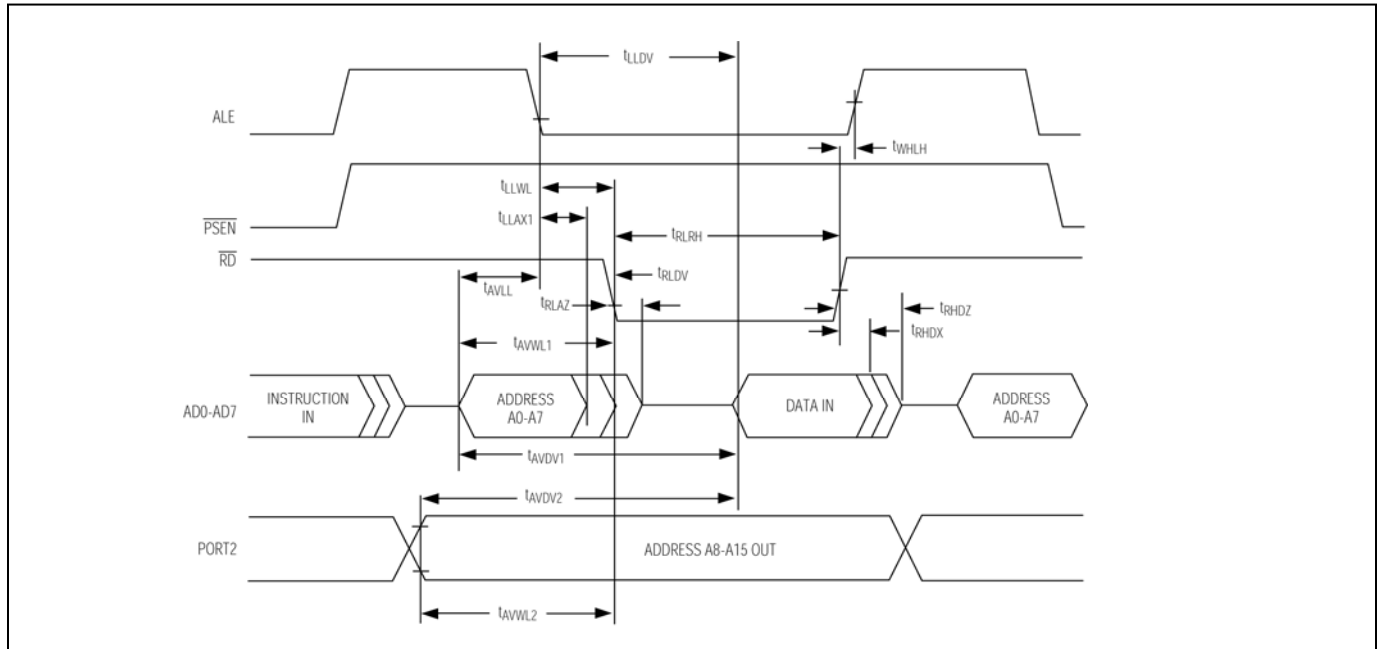 tLLDV
ALE
tWHLH
tLLWL
tLLAX1
PSEN
tRLRH
RD
tRLDV
tAVLL
tRLAZ
tRHDZ
tRHDX
tAVWL1
AD0-AD7
INSTRUCTION
IN
ADDRESS
A0-A7
DATA IN
ADDRESS
A0-A7
tAVDV1
tAVDV2
PORT2
ADDRESS A8-A15 OUT
tAVWL2